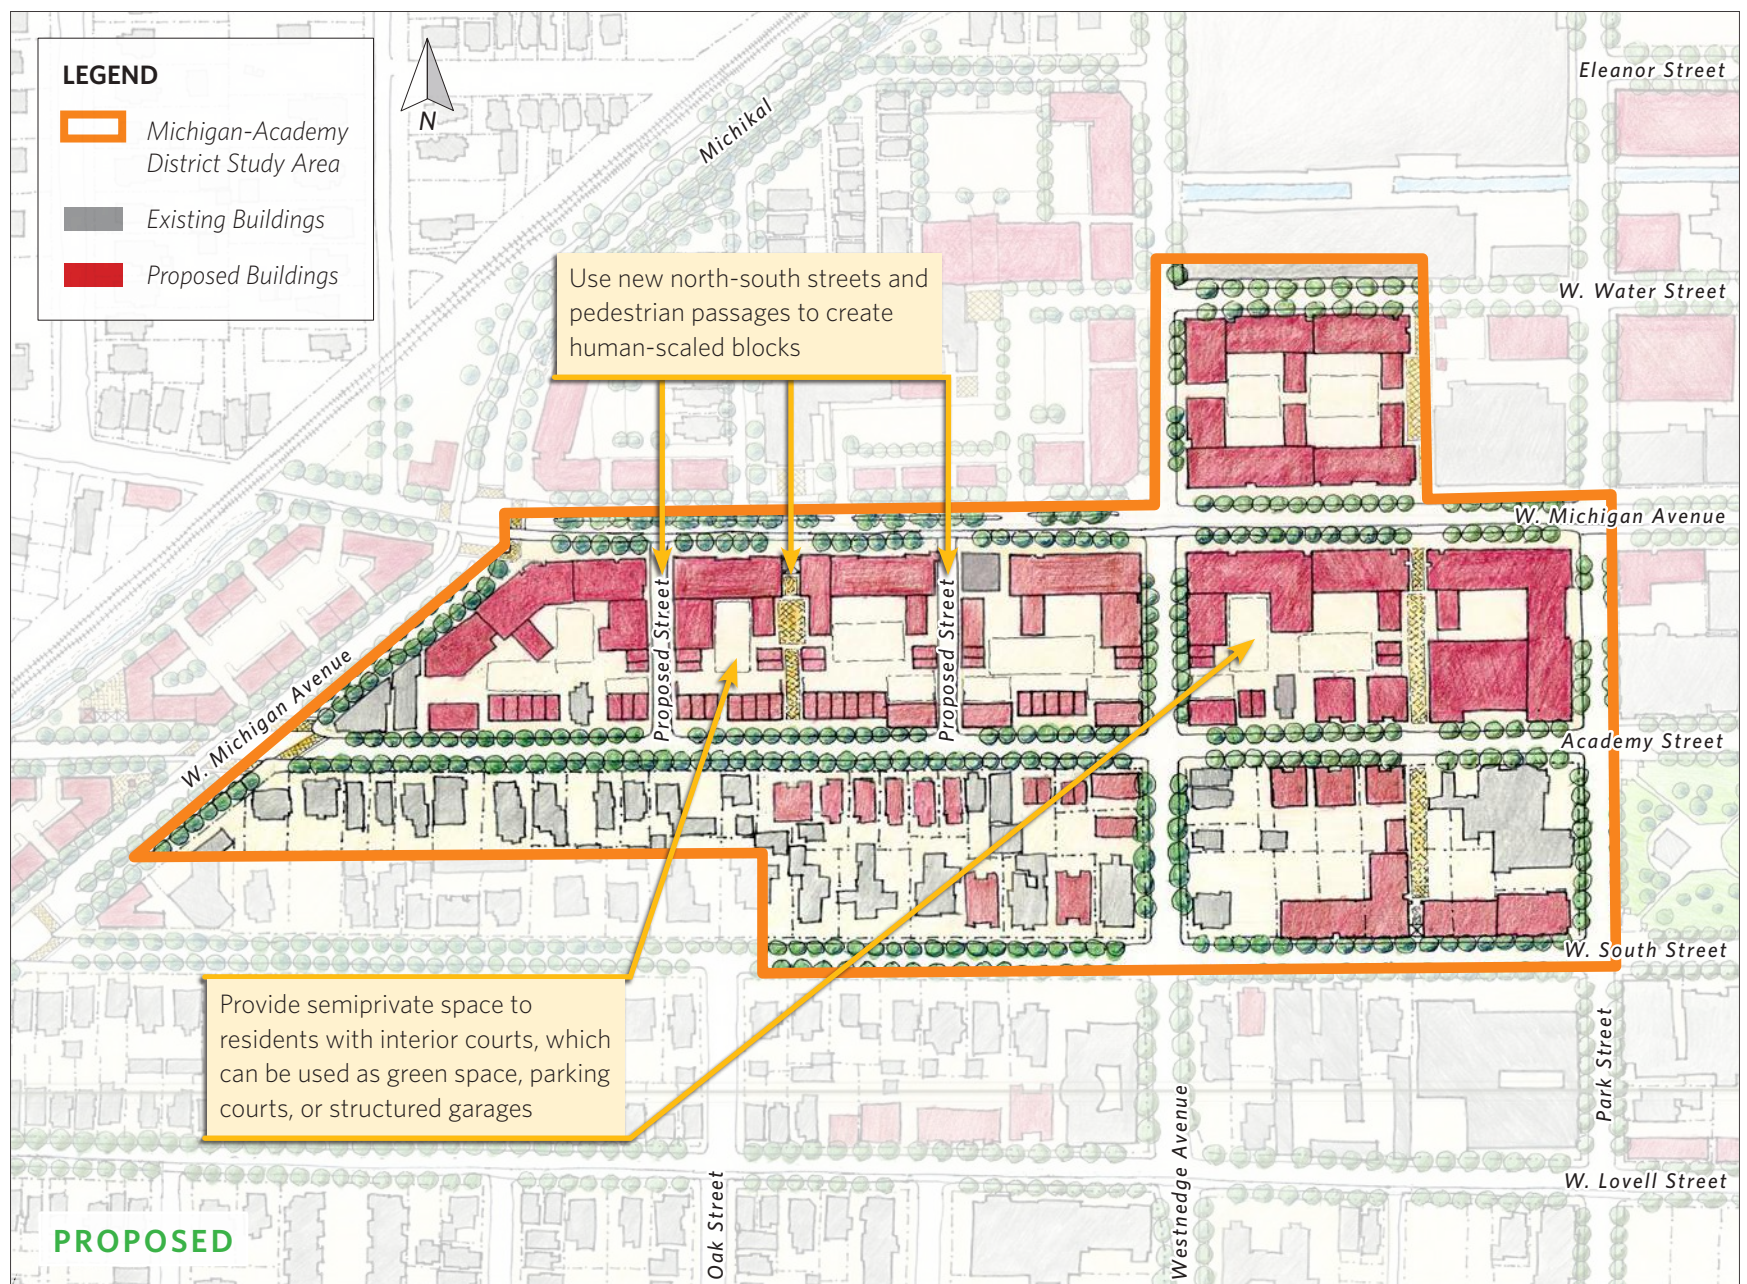 LEGEND
Michigan-Academy
District Study Area
Existing Buildings
Proposed Buildings
N
Michikal
Eleanor Street
W. Water Street
Use new north-south streets and
pedestrian passages to create
human-scaled blocks
W. Michigan Avenue
Proposed Street
Proposed Street
W. Michigan Avenue
Academy Street
W. South Street
Provide semiprivate space to
residents with interior courts, which
can be used as green space, parking
courts, or structured garages
Park Street
Oak Street
Westnedge Avenue
W. Lovell Street
PROPOSED